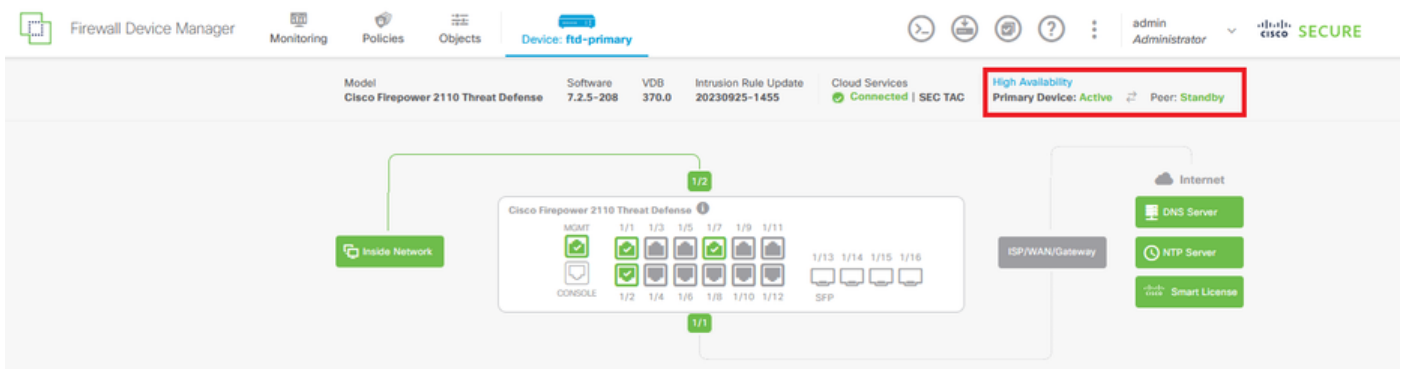 Firewall Device Manager
Monitoring
Policies
Objects
Device: ftd-primary
admin
Administrator
CISCO SECURE
Model
Cisco Firepower 2110 Threat Defense
Software
7.2.5-208
VDB
370.0
Intrusion Rule Update
20230925-1455
Cloud Services
Connected | SEC TAC
High Availability
Primary Device: Active Peer: Standby
1/2
Internet
Cisco Firepower 2110 Threat Defense
MGMT 1/1 1/3 1/5 1/7 1/9 1/11
DNS Server
Inside Network
1/13 1/14 1/15 1/16
ISP/WAN/Gateway
NTP Server
CONSOLE 1/2 1/4 1/6 1/8 1/10 1/12 SFP
Smart License
1/1